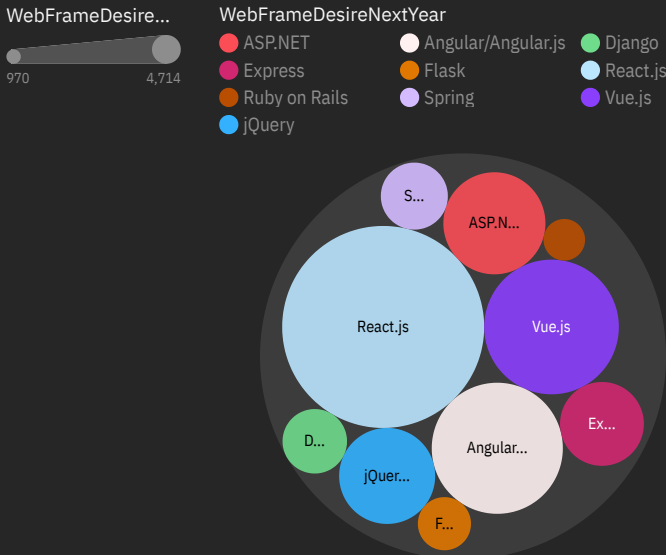 WebFrameDesire...
970
4,714
WebFrameDesireNextYear
ASP.NET
Angular/Angular.js
Django
Express
Flask
React.js
Ruby on Rails
Spring
Vue.js
jQuery
S...
ASP.N...
React.js
Vue.js
Ex...
D...
Angular...
jQuer...
F...